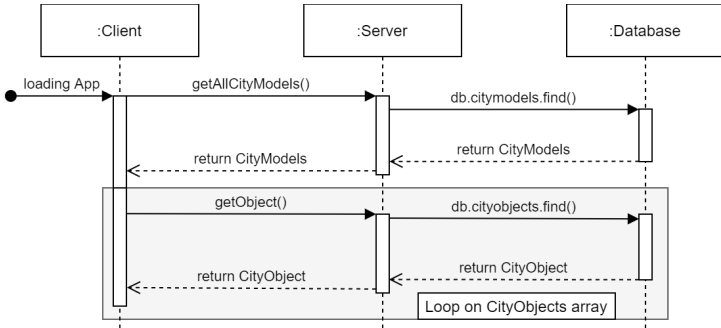 :Client
:Server
:Database
loading App
getAllCityModels()
db.citymodels.find()
return CityModels
return CityModels
getObject()
db.cityobjects.find()
return CityObject
return CityObject
Loop on CityObjects array